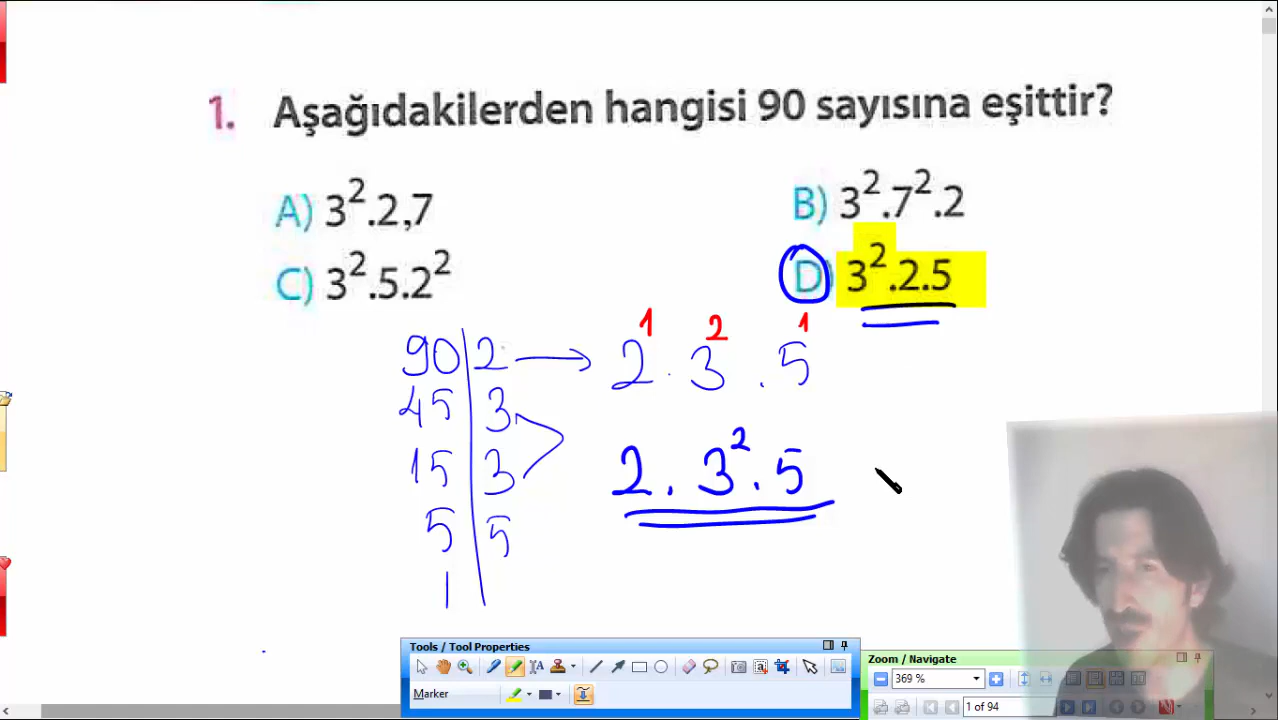 1. Aşağıdakilerden hangisi 90 sayısına eşittir?
A) 3².2,7
B) 3².7².2
C) 3².5.2²
D) 3².2.5
90 | 2 → 2¹ . 3² . 5¹
45 | 3
15 | 3
2 . 3² . 5
5 | 5
1
Tools / Tool Properties
Marker
Zoom / Navigate
369 %
1 of 94